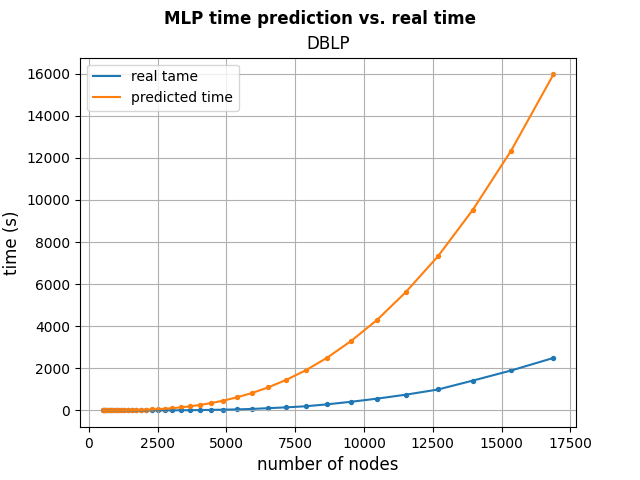 MLP time prediction vs. real time
DBLP
real tame
predicted time
16000
14000
12000
10000
8000
6000
4000
2000
0
time (s)
0 2500 5000 7500 10000 12500 15000 17500
number of nodes